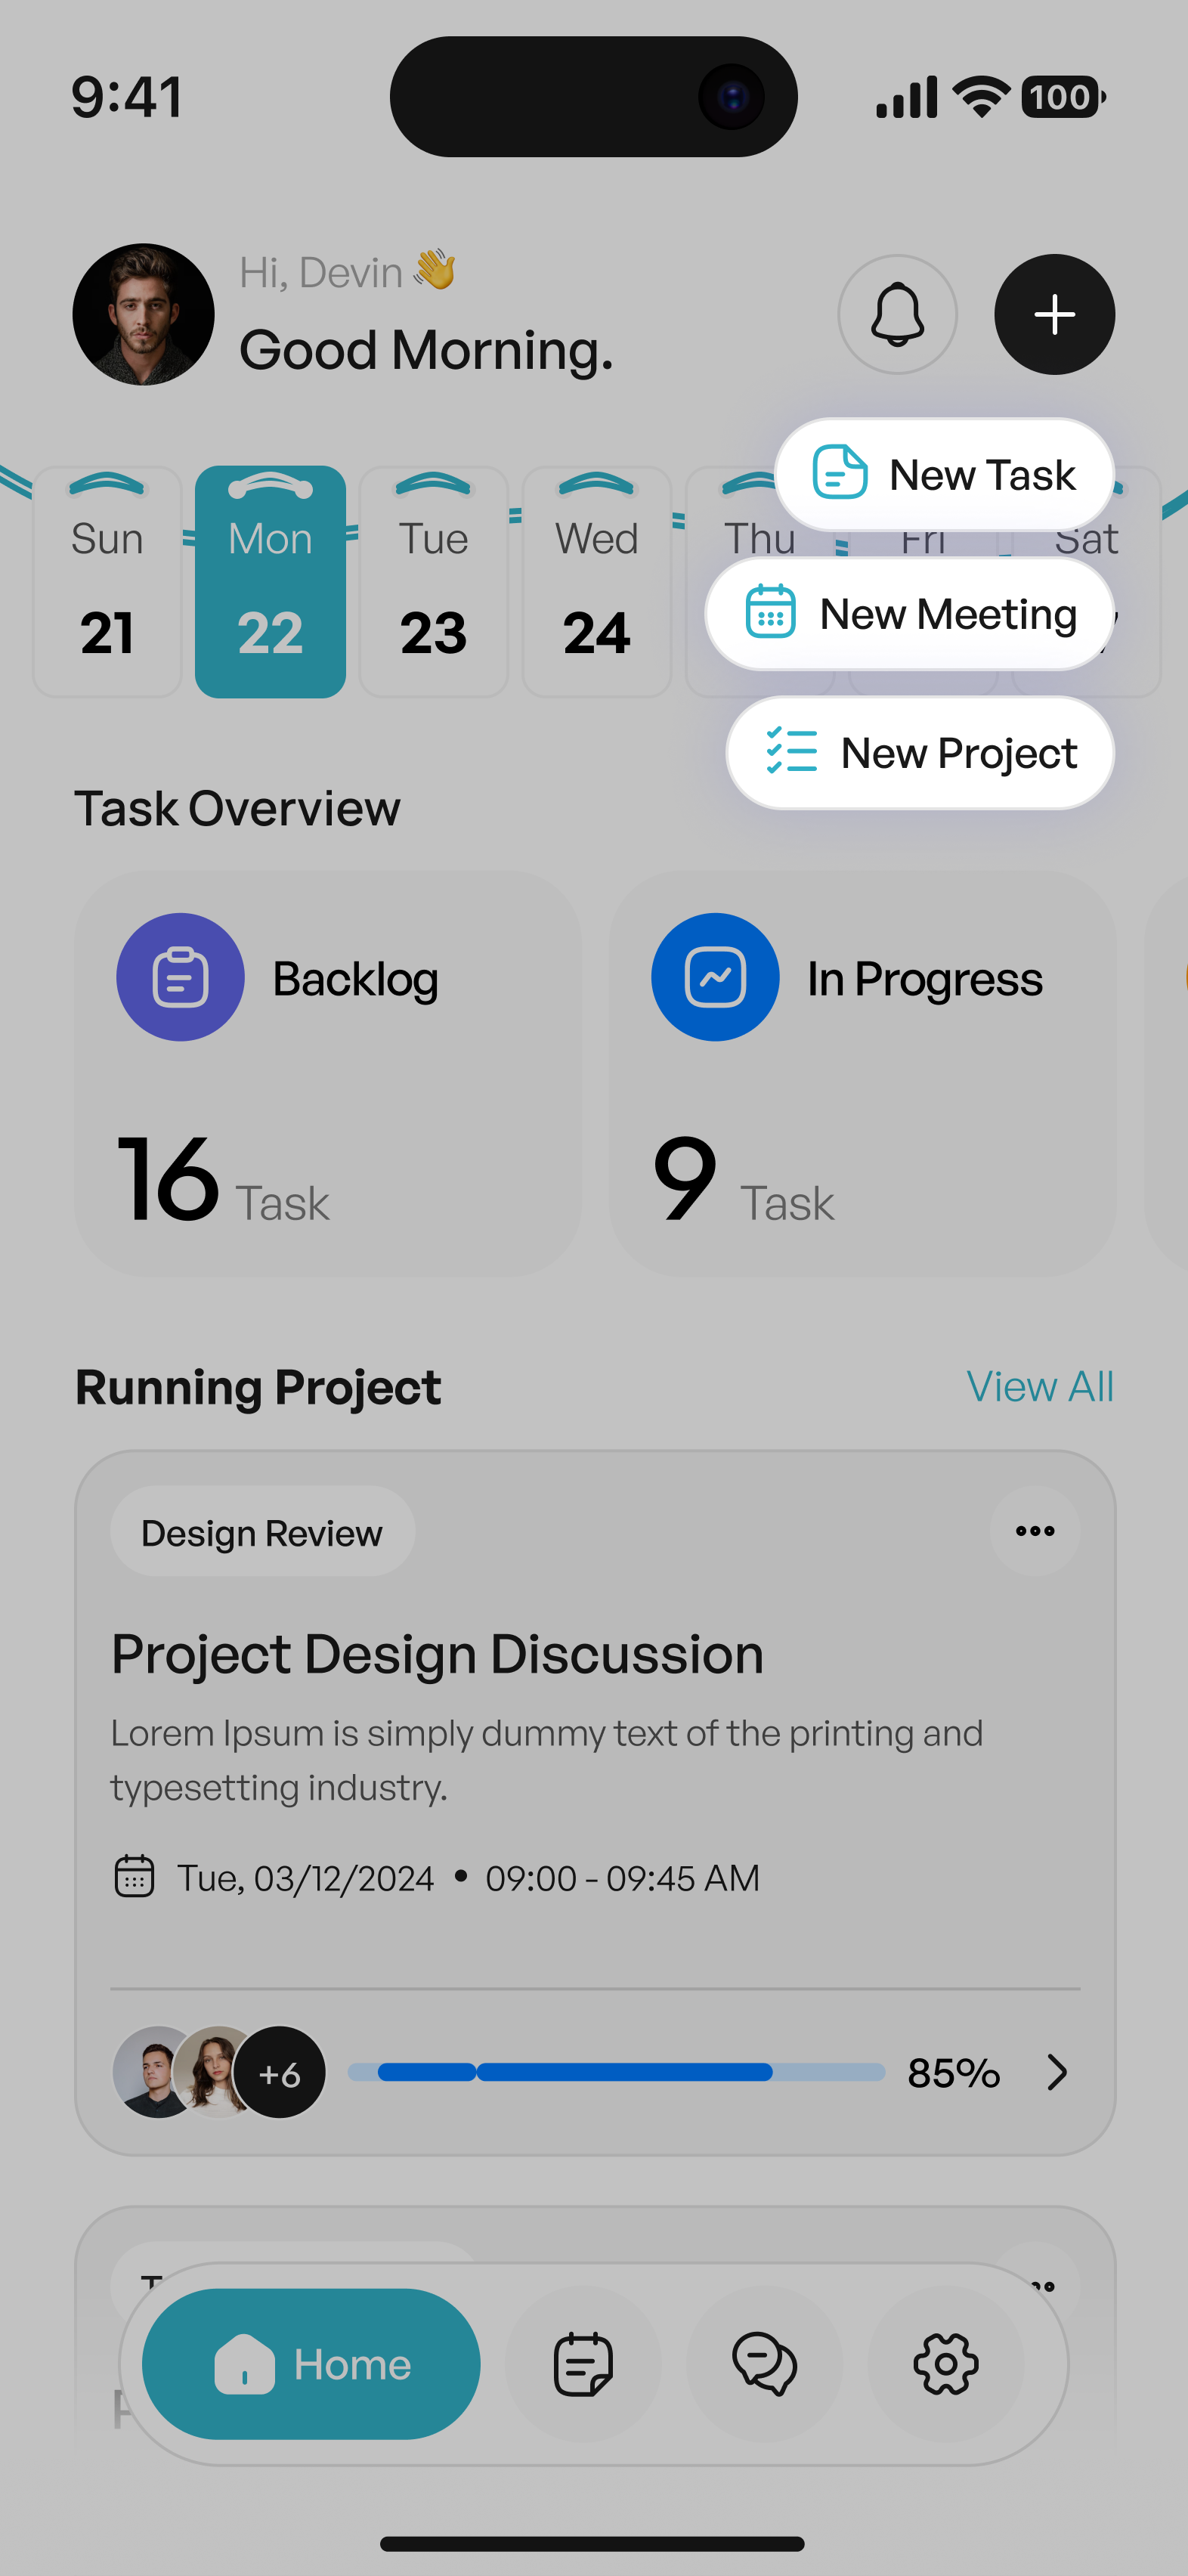 9:41
100
Hi, Devin 👋
Good Morning.
New Task
Sun
Mon
Tue
Wed
Thu
Fri
Sat
21
22
23
24
New Meeting
New Project
Task Overview
Backlog
In Progress
16 Task
9 Task
Running Project
View All
Design Review
Project Design Discussion
Lorem Ipsum is simply dummy text of the printing and
typesetting industry.
Tue, 03/12/2024 • 09:00 - 09:45 AM
+6
85%
Home